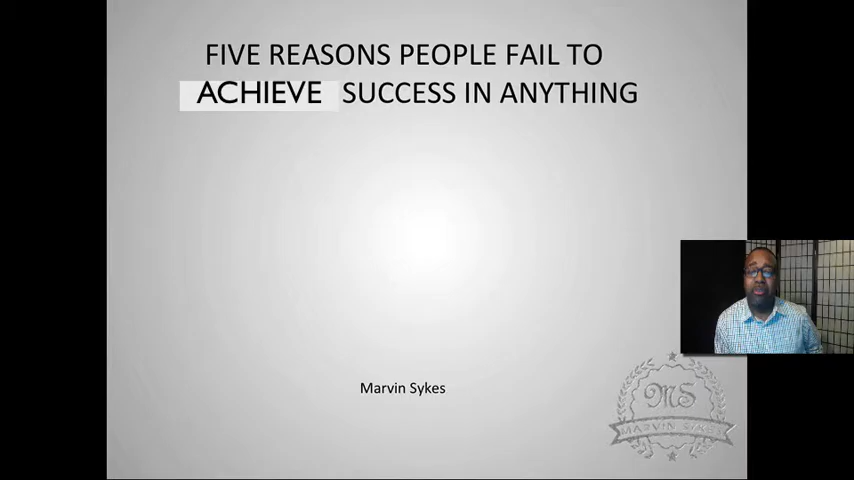 FIVE REASONS PEOPLE FAIL TO
ACHIEVE SUCCESS IN ANYTHING
Marvin Sykes
MS
MARVIN SYKES